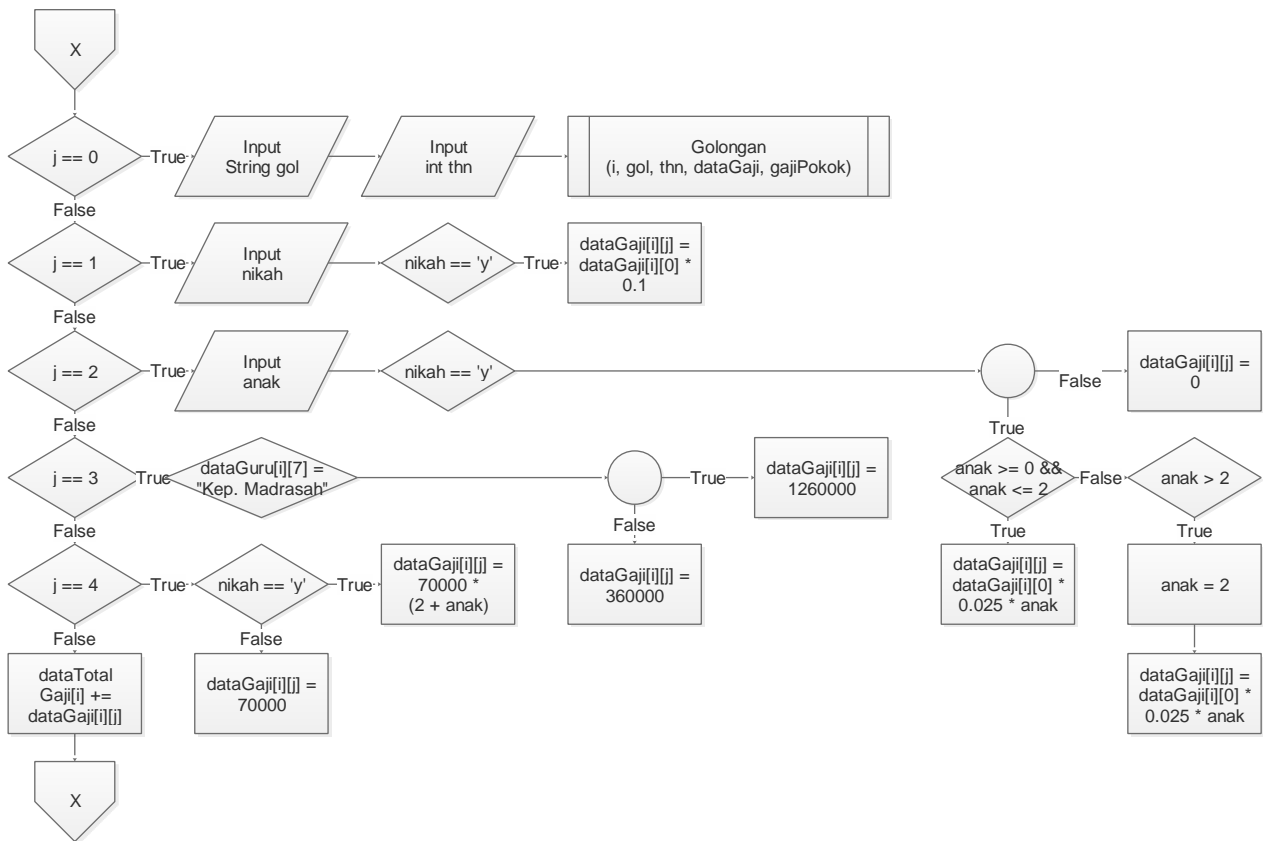 X
j == 0
True
Input
String gol
Input
int thn
Golongan
(i, gol, thn, dataGaji, gajiPokok)
False
j == 1
True
Input
nikah
nikah == 'y'
True
dataGaji[i][j] =
dataGaji[i][0] *
0.1
False
j == 2
True
Input
anak
nikah == 'y'
False
dataGaji[i][j] =
0
True
False
j == 3
True
dataGuru[i][7] =
"Kep. Madrasah"
True
dataGaji[i][j] =
1260000
anak >= 0 &&
anak <= 2
False
anak > 2
False
False
True
True
j == 4
True
nikah == 'y'
True
dataGaji[i][j] =
70000 *
(2 + anak)
dataGaji[i][j] =
360000
dataGaji[i][j] =
dataGaji[i][0] *
0.025 * anak
anak = 2
False
False
dataTotal
Gaji[i] +=
dataGaji[i][j]
dataGaji[i][j] =
70000
dataGaji[i][j] =
dataGaji[i][0] *
0.025 * anak
X